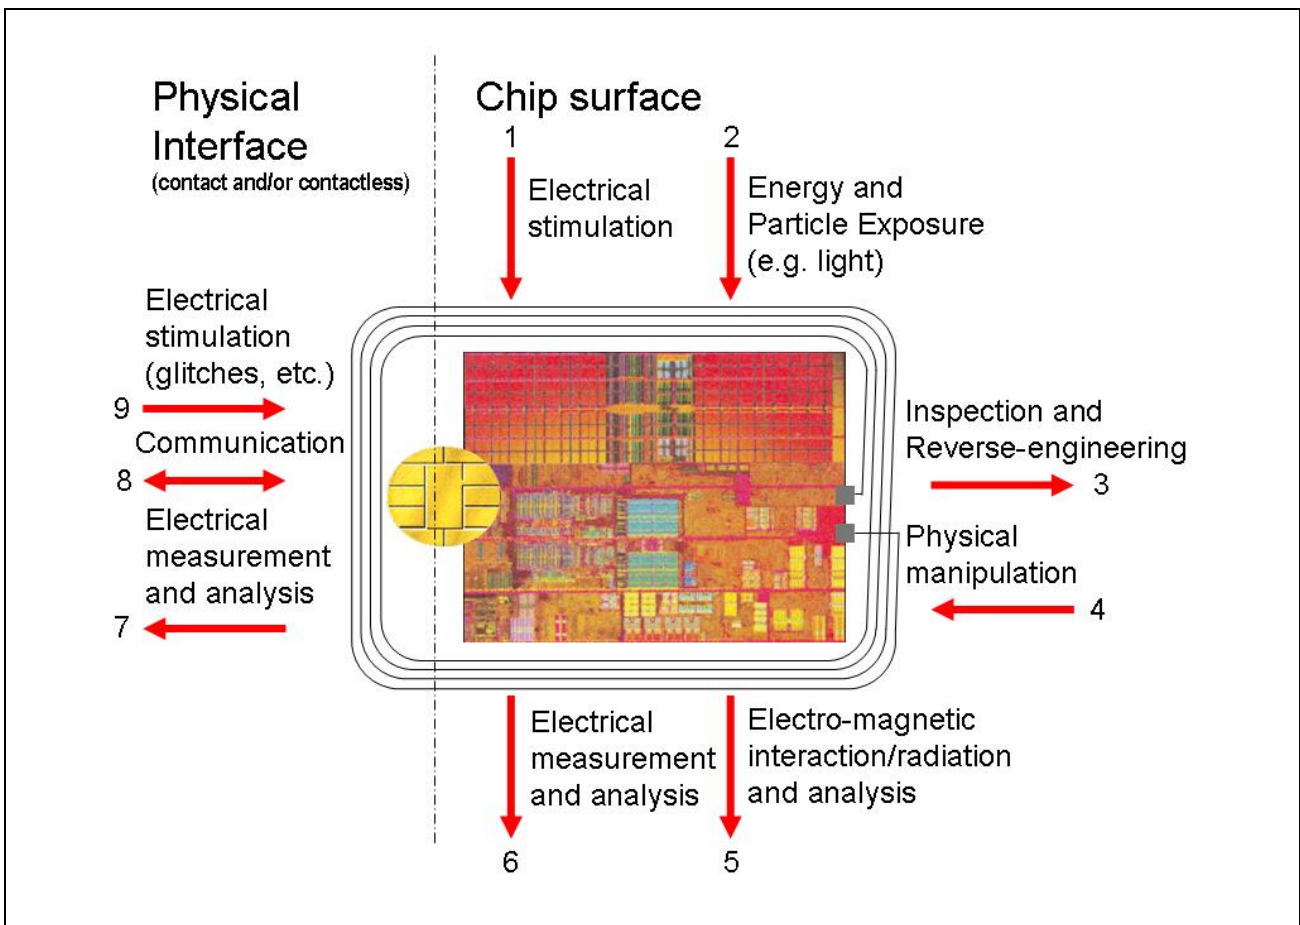 Physical
Interface
(contact and/or contactless)
Chip surface
1
2
Electrical
stimulation
Energy and
Particle Exposure
(e.g. light)
Electrical
stimulation
(glitches, etc.)
9
Communication
8
Electrical
measurement
and analysis
7
Inspection and
Reverse-engineering
3
Physical
manipulation
4
Electrical
measurement
and analysis
6
Electro-magnetic
interaction/radiation
and analysis
5